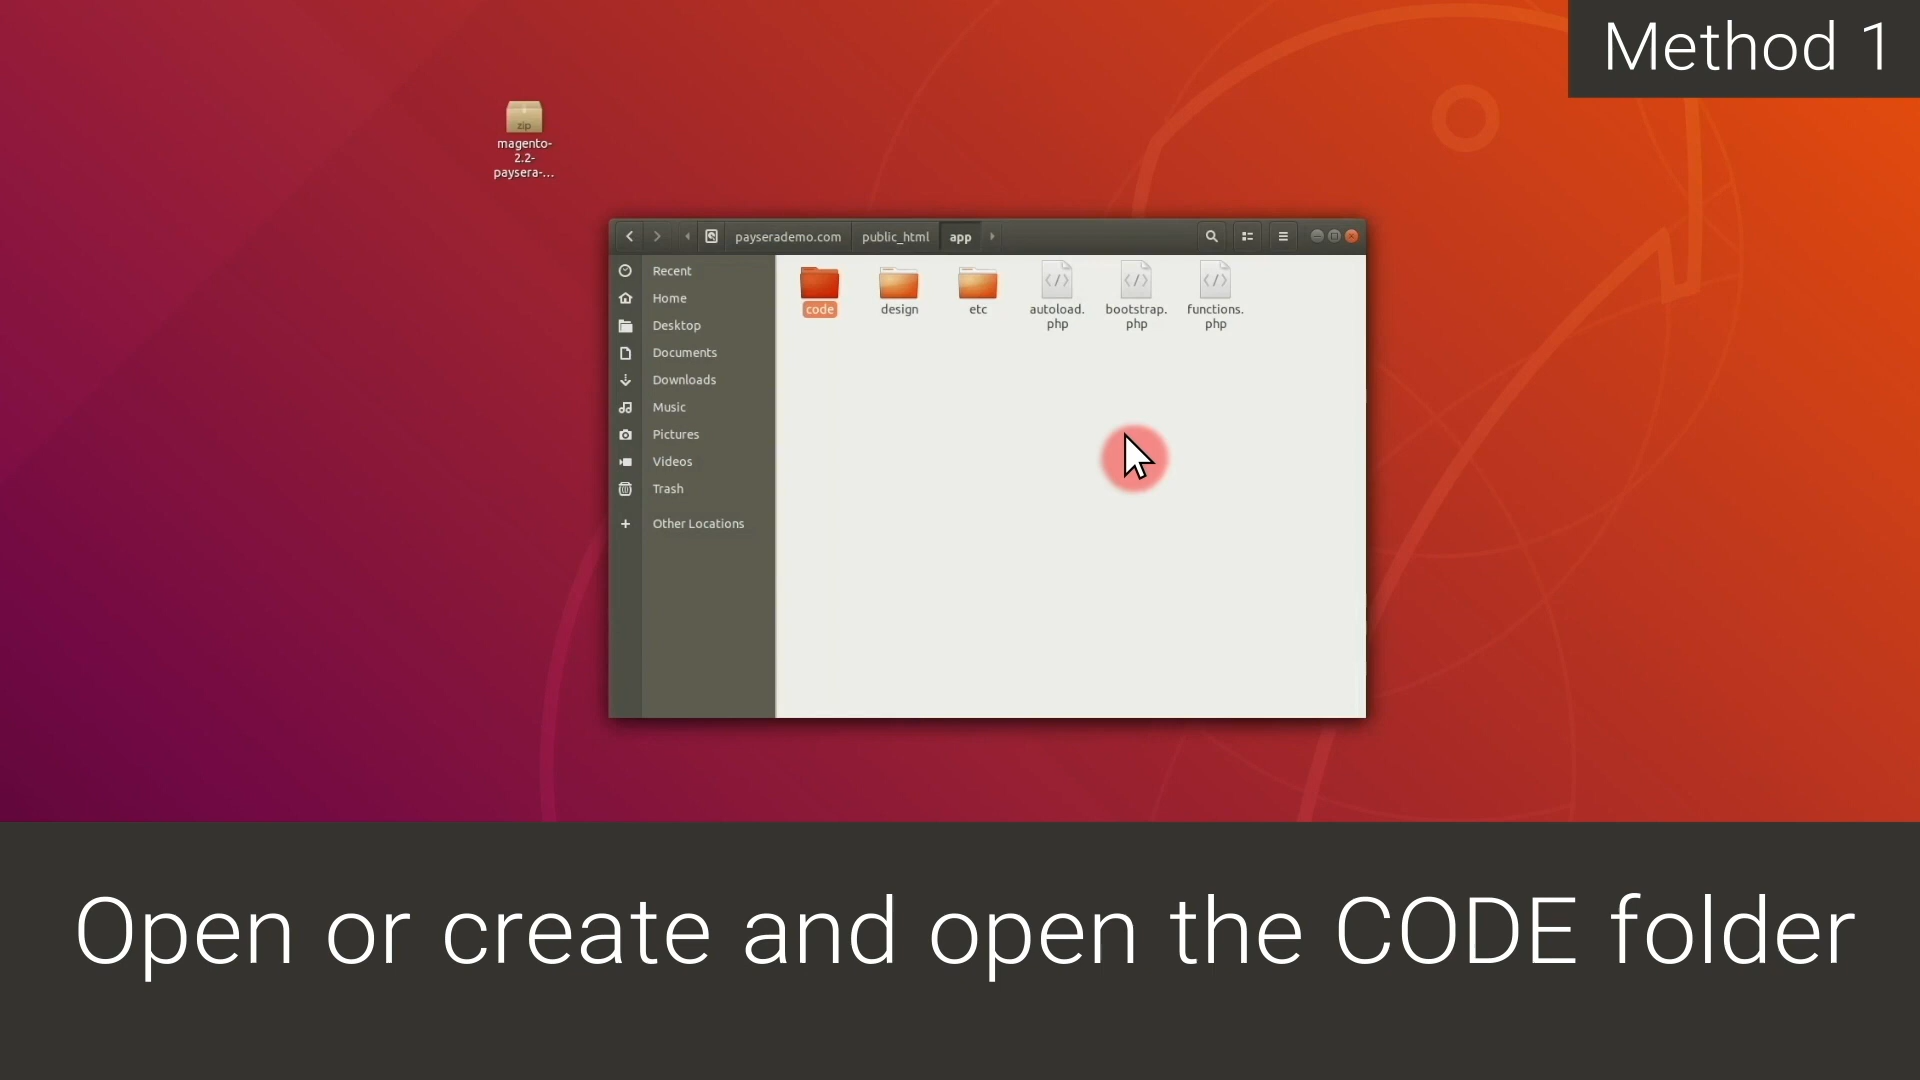 Method 1
zip
magento-
2.2-
paysera-...
payserademo.com public_html app
Recent
Home
Desktop
Documents
Downloads
Music
Pictures
Videos
Trash
Other Locations
code
design
etc
autoload.
php
bootstrap.
php
functions.
php
Open or create and open the CODE folder